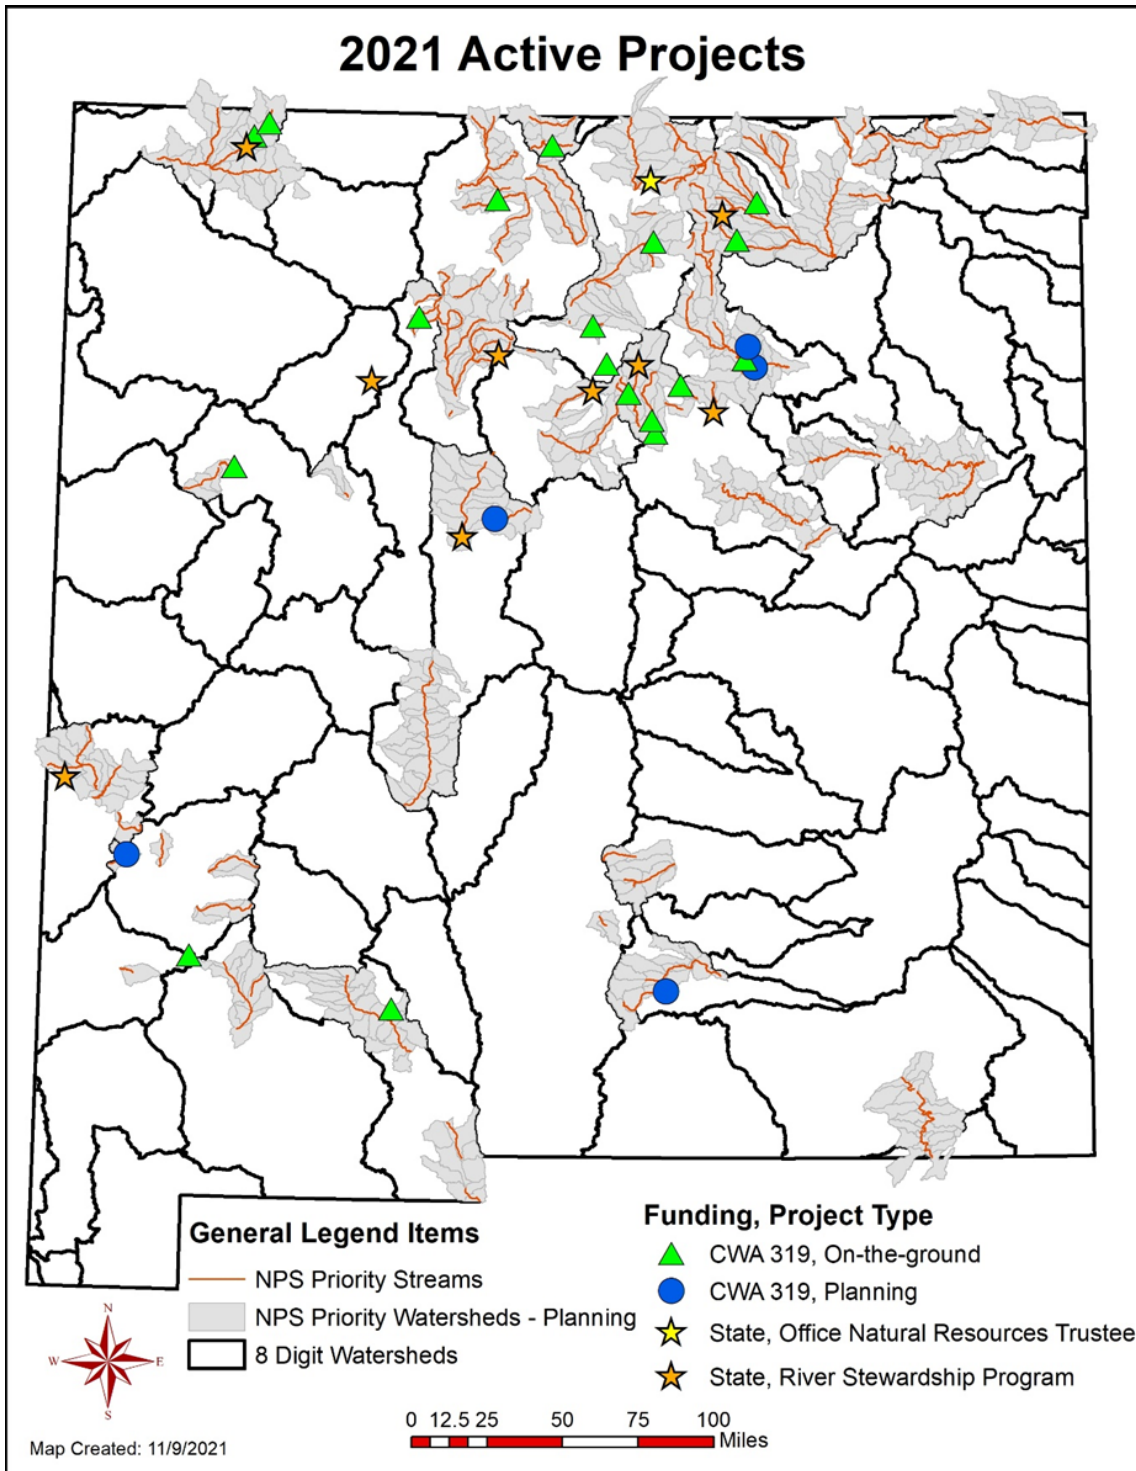 2021 Active Projects
General Legend Items
NPS Priority Streams
NPS Priority Watersheds - Planning
8 Digit Watersheds
Funding, Project Type
CWA 319, On-the-ground
CWA 319, Planning
State, Office Natural Resources Trustee
State, River Stewardship Program
N
W E
S
0 12.5 25 50 75 100
Miles
Map Created: 11/9/2021